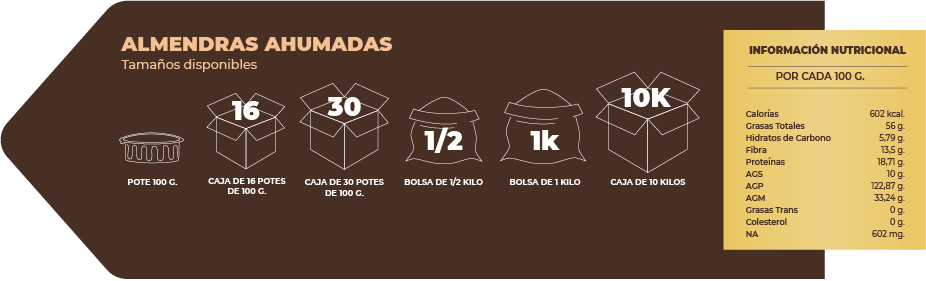 ALMENDRAS AHUMADAS
Tamaños disponibles
16
30
1/2
1k
10K
POTE 100 G.
CAJA DE 16 POTES
DE 100 G.
CAJA DE 30 POTES
DE 100 G.
BOLSA DE 1/2 KILO
BOLSA DE 1 KILO
CAJA DE 10 KILOS
INFORMACIÓN NUTRICIONAL
POR CADA 100 G.
Calorías 602 kcal.
Grasas Totales 56 g.
Hidratos de Carbono 5,79 g.
Fibra 13,5 g.
Proteínas 18,71 g.
AGS 10 g.
AGP 122,87 g.
AGM 33,24 g.
Grasas Trans 0 g.
Colesterol 0 g.
NA 602 mg.